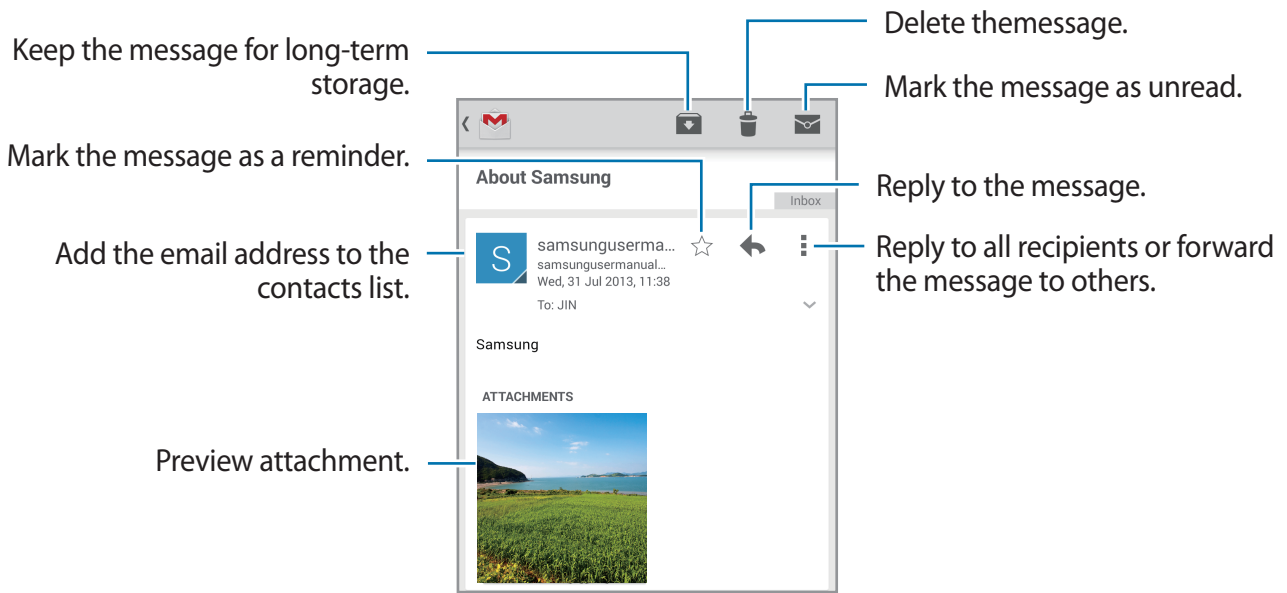 Delete themessage.
Keep the message for long-term
storage.
Mark the message as unread.
Mark the message as a reminder.
About Samsung
Inbox
Reply to the message.
Add the email address to the
contacts list.
S
samsunguserma...
samsungusermanual...
Wed, 31 Jul 2013, 11:38
To: JIN
Reply to all recipients or forward
the message to others.
Samsung
ATTACHMENTS
Preview attachment.